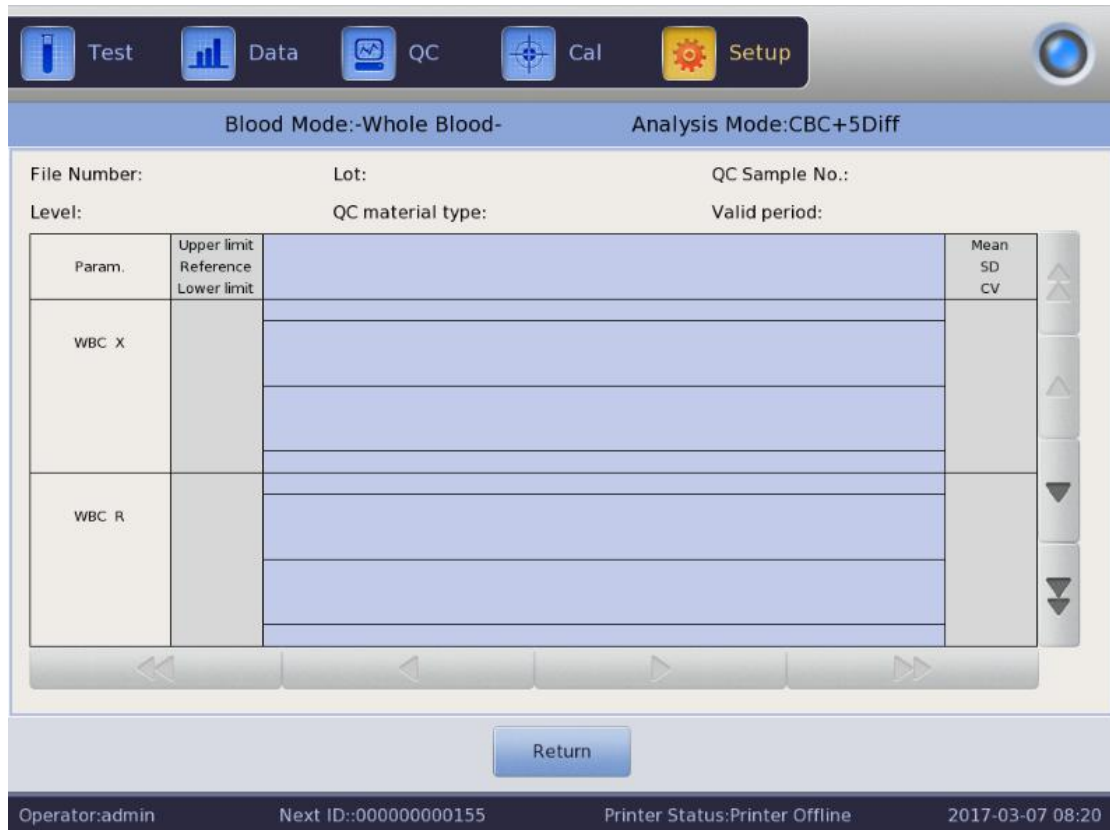 Test Data QC Cal Setup
Blood Mode:-Whole Blood- Analysis Mode:CBC+5Diff
File Number: Lot: QC Sample No.:
Level: QC material type: Valid period:
Param.
Upper limit
Reference
Lower limit
Mean
SD
CV
WBC X
WBC R
Return
Operator:admin Next ID::000000000155 Printer Status:Printer Offline 2017-03-07 08:20